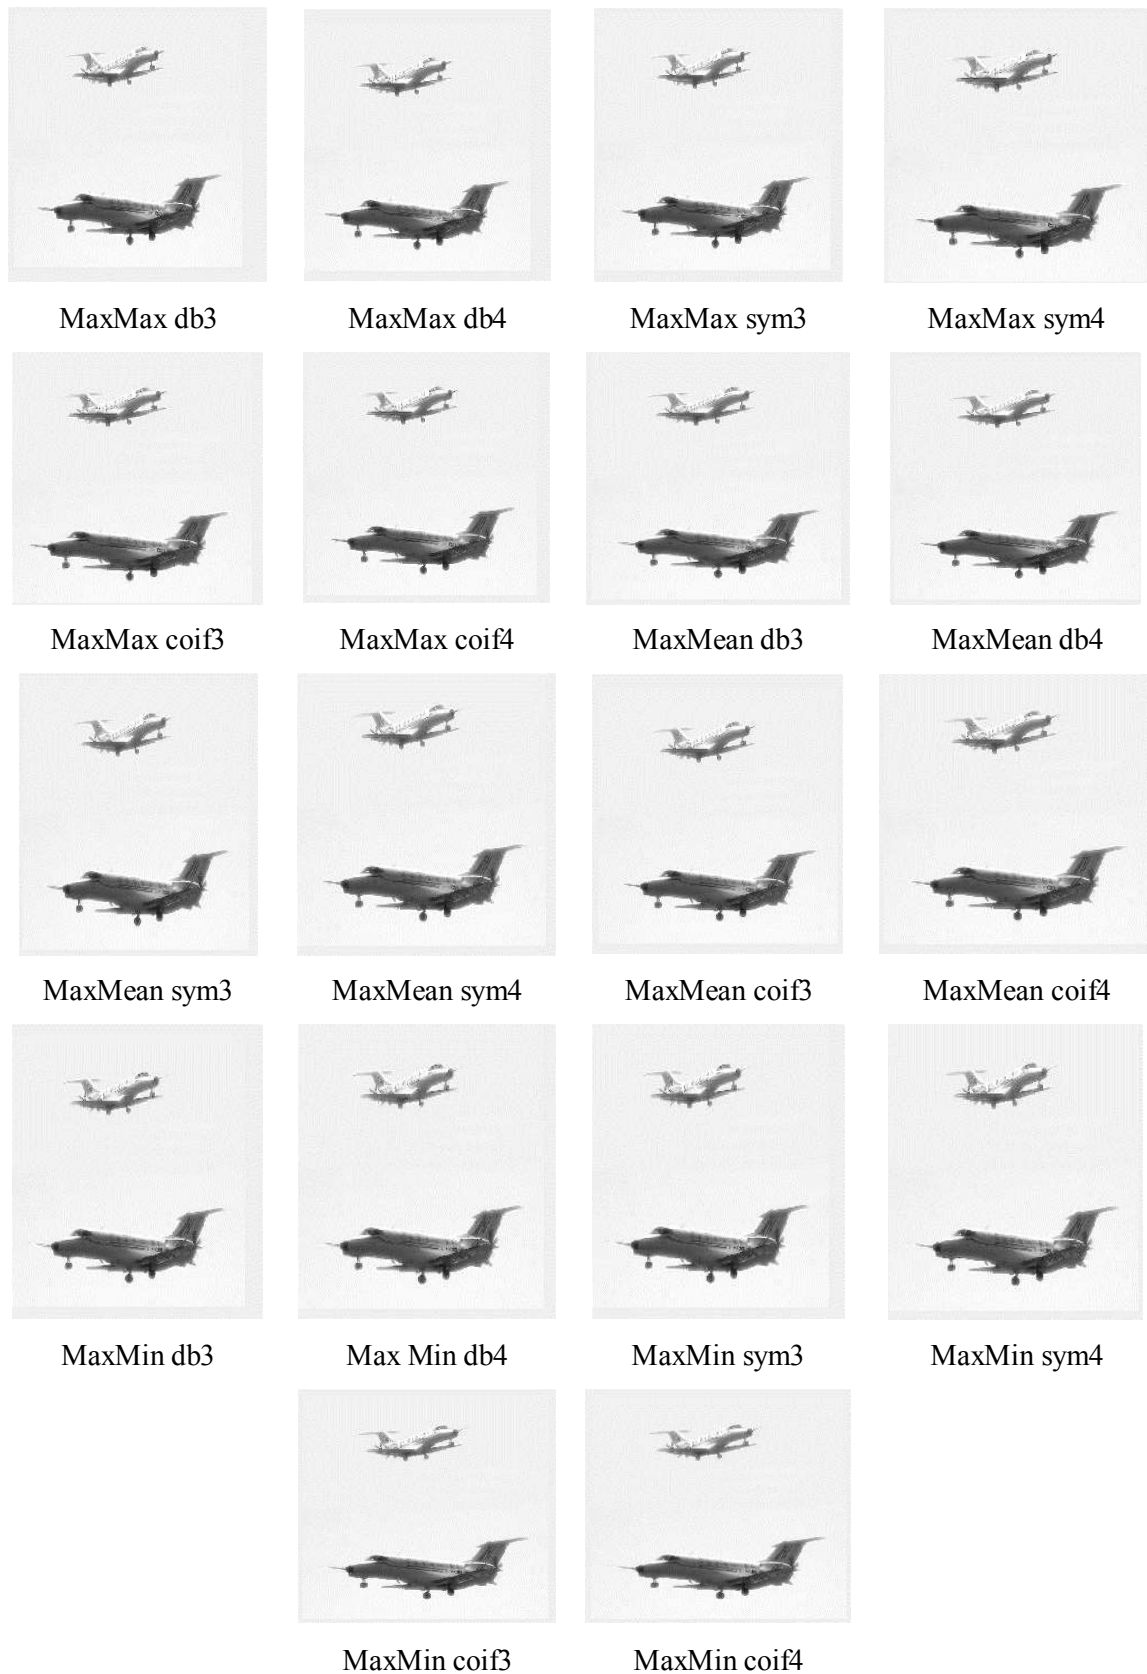 MaxMax db3 MaxMax db4 MaxMax sym3 MaxMax sym4
MaxMax coif3 MaxMax coif4 MaxMean db3 MaxMean db4
MaxMean sym3 MaxMean sym4 MaxMean coif3 MaxMean coif4
MaxMin db3 Max Min db4 MaxMin sym3 MaxMin sym4
MaxMin coif3 MaxMin coif4